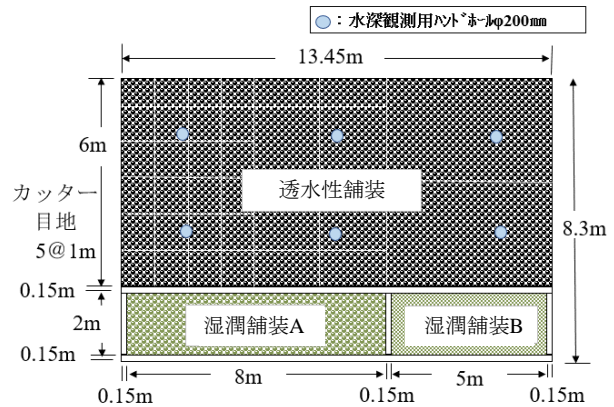 ：水深観測用ﾊﾝﾄﾞﾎｰﾙφ200mm
13.45m
6m
カッター
目地
5@1m
透水性舗装
8.3m
0.15m
2m
湿潤舗装A
湿潤舗装B
0.15m
8m
5m
0.15m
0.15m
0.15m